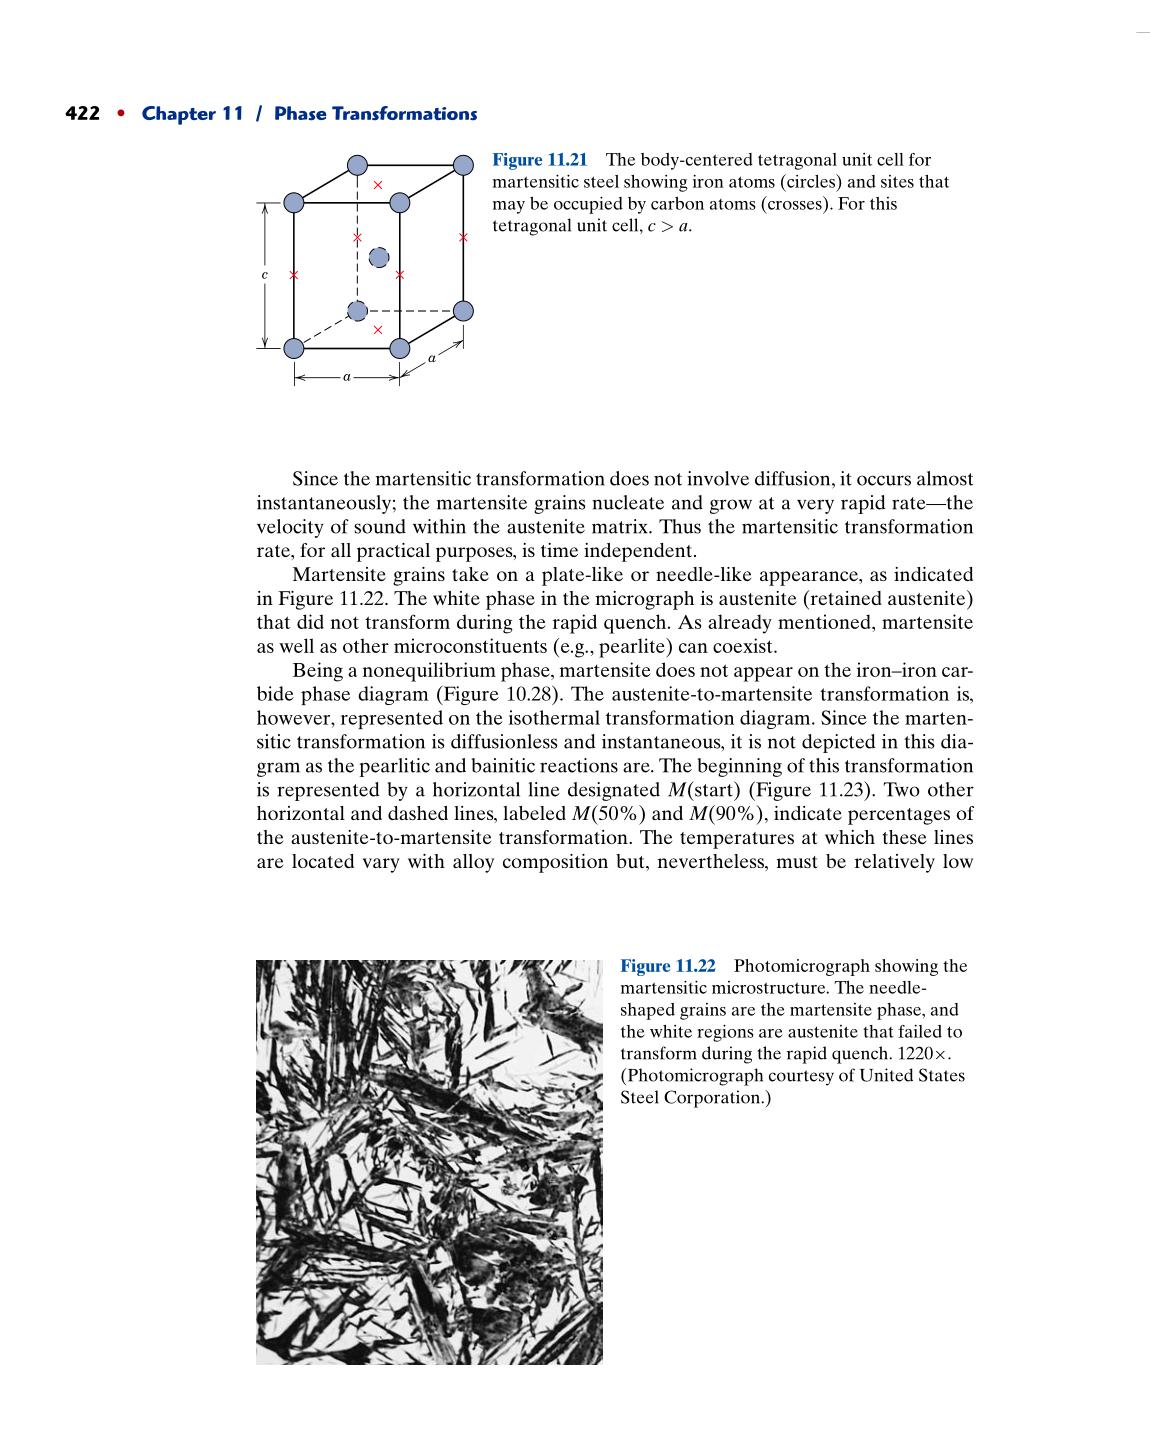 422 • Chapter 11 / Phase Transformations
Figure 11.21 The body-centered tetragonal unit cell for
martensitic steel showing iron atoms (circles) and sites that
may be occupied by carbon atoms (crosses). For this
tetragonal unit cell, c > a.
c
a
a
Since the martensitic transformation does not involve diffusion, it occurs almost
instantaneously; the martensite grains nucleate and grow at a very rapid rate—the
velocity of sound within the austenite matrix. Thus the martensitic transformation
rate, for all practical purposes, is time independent.
Martensite grains take on a plate-like or needle-like appearance, as indicated
in Figure 11.22. The white phase in the micrograph is austenite (retained austenite)
that did not transform during the rapid quench. As already mentioned, martensite
as well as other microconstituents (e.g., pearlite) can coexist.
Being a nonequilibrium phase, martensite does not appear on the iron–iron car-
bide phase diagram (Figure 10.28). The austenite-to-martensite transformation is,
however, represented on the isothermal transformation diagram. Since the marten-
sitic transformation is diffusionless and instantaneous, it is not depicted in this dia-
gram as the pearlitic and bainitic reactions are. The beginning of this transformation
is represented by a horizontal line designated M(start) (Figure 11.23). Two other
horizontal and dashed lines, labeled M(50%) and M(90%), indicate percentages of
the austenite-to-martensite transformation. The temperatures at which these lines
are located vary with alloy composition but, nevertheless, must be relatively low
Figure 11.22 Photomicrograph showing the
martensitic microstructure. The needle-
shaped grains are the martensite phase, and
the white regions are austenite that failed to
transform during the rapid quench. 1220×.
(Photomicrograph courtesy of United States
Steel Corporation.)